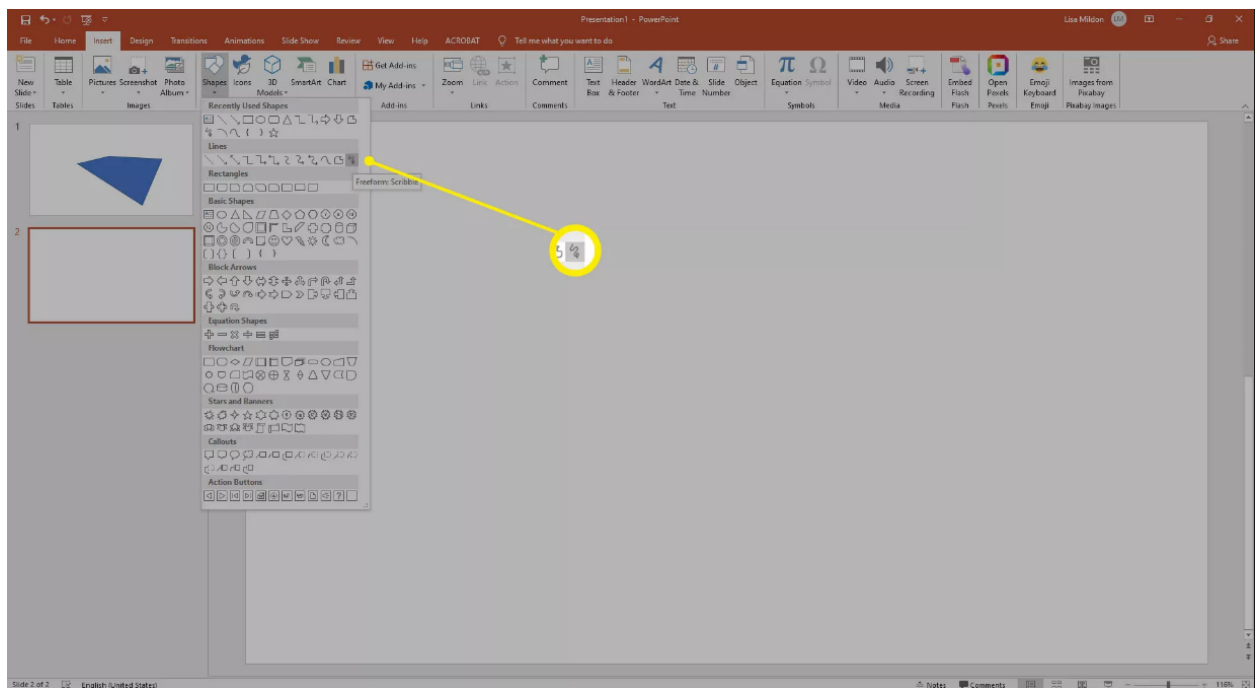 Presentation1 - PowerPoint
Lisa Mildon LM
File Home Insert Design Transitions Animations Slide Show Review View Help ACROBAT Tell me what you want to do Share
New Slide
Table
Pictures Screenshot Photo Album
Shapes Icons 3D Models SmartArt Chart
Get Add-ins
My Add-ins
Zoom Link Action
Comment
Text Box Header & Footer WordArt Date & Time Slide Number Object
Equation Symbol
Video Audio Screen Recording
Embed Flash
Open Pexels
Emoji Keyboard
Images from Pixabay
Slides Tables Images Add-ins Links Comments Text Symbols Media Flash Pexels Emoji Pixabay Images
Recently Used Shapes
Lines
Rectangles
Freeform: Scribble
Basic Shapes
Block Arrows
Equation Shapes
Flowchart
Stars and Banners
Callouts
Action Buttons
1
2
Slide 2 of 2 English (United States) Notes Comments 116%